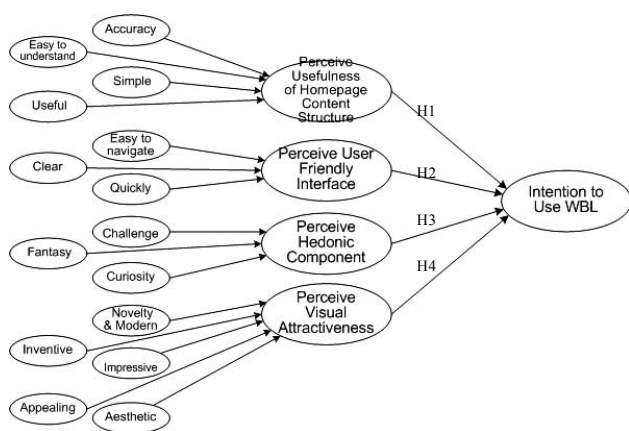 Accuracy
Easy to
understand
Simple
Useful
Perceive
Usefulness
of Homepage
Content
Structure
H1
Easy to
navigate
Clear
Quickly
Perceive User
Friendly
Interface
H2
Intention to
Use WBL
Challenge
Fantasy
Curiosity
Perceive
Hedonic
Component
H3
Novelty
& Modern
Inventive
Impressive
Appealing
Aesthetic
Perceive
Visual
Attractiveness
H4